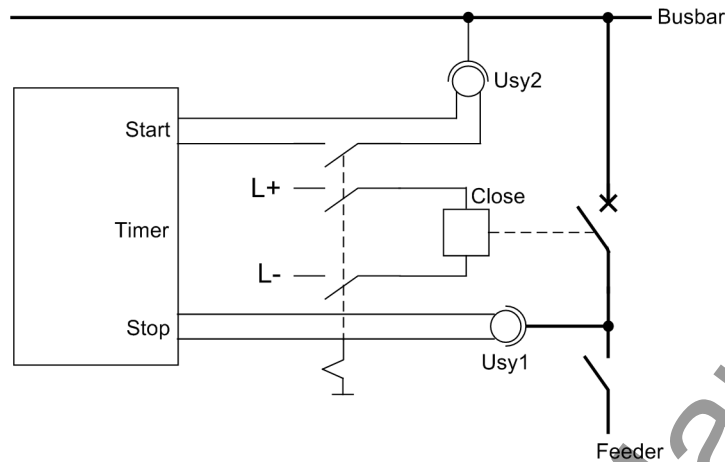 Busbar
Usy2
Start
L+
Close
Timer
L-
Stop
Usy1
Feeder